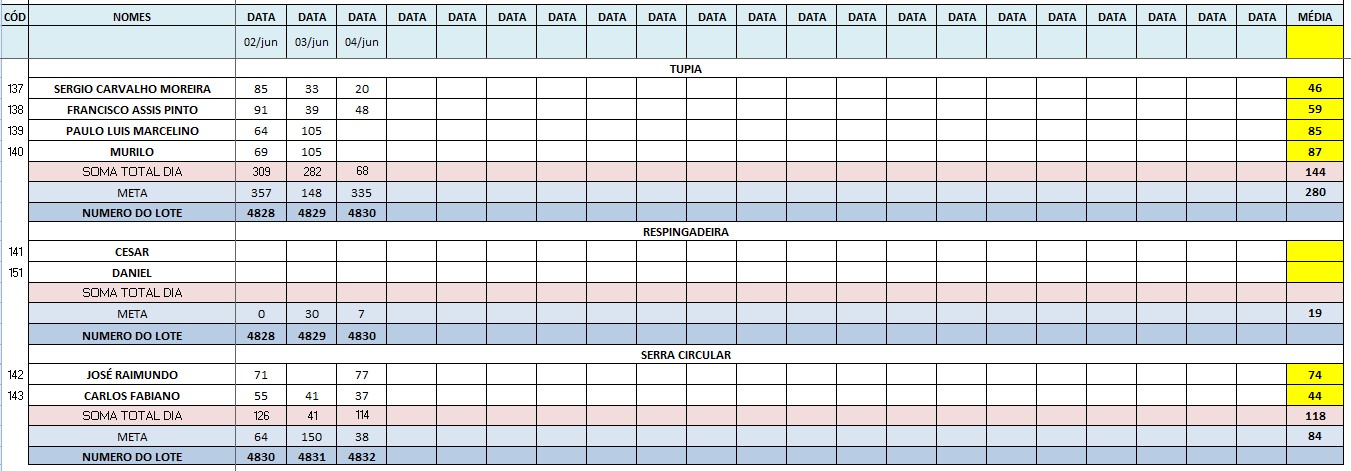 CÓD NOMES DATA DATA DATA DATA DATA DATA DATA DATA DATA DATA DATA DATA DATA DATA DATA DATA DATA DATA DATA DATA DATA MÉDIA
02/jun 03/jun 04/jun
TUPIA
137 SERGIO CARVALHO MOREIRA 85 33 20 46
138 FRANCISCO ASSIS PINTO 91 39 48 59
139 PAULO LUIS MARCELINO 64 105 85
140 MURILO 69 105 87
SOMA TOTAL DIA 309 282 68 144
META 357 148 335 280
NUMERO DO LOTE 4828 4829 4830
RESPINGADEIRA
141 CESAR
151 DANIEL
SOMA TOTAL DIA
META 0 30 7 19
NUMERO DO LOTE 4828 4829 4830
SERRA CIRCULAR
142 JOSÉ RAIMUNDO 71 77 74
143 CARLOS FABIANO 55 41 37 44
SOMA TOTAL DIA 126 41 114 118
META 64 150 38 84
NUMERO DO LOTE 4830 4831 4832